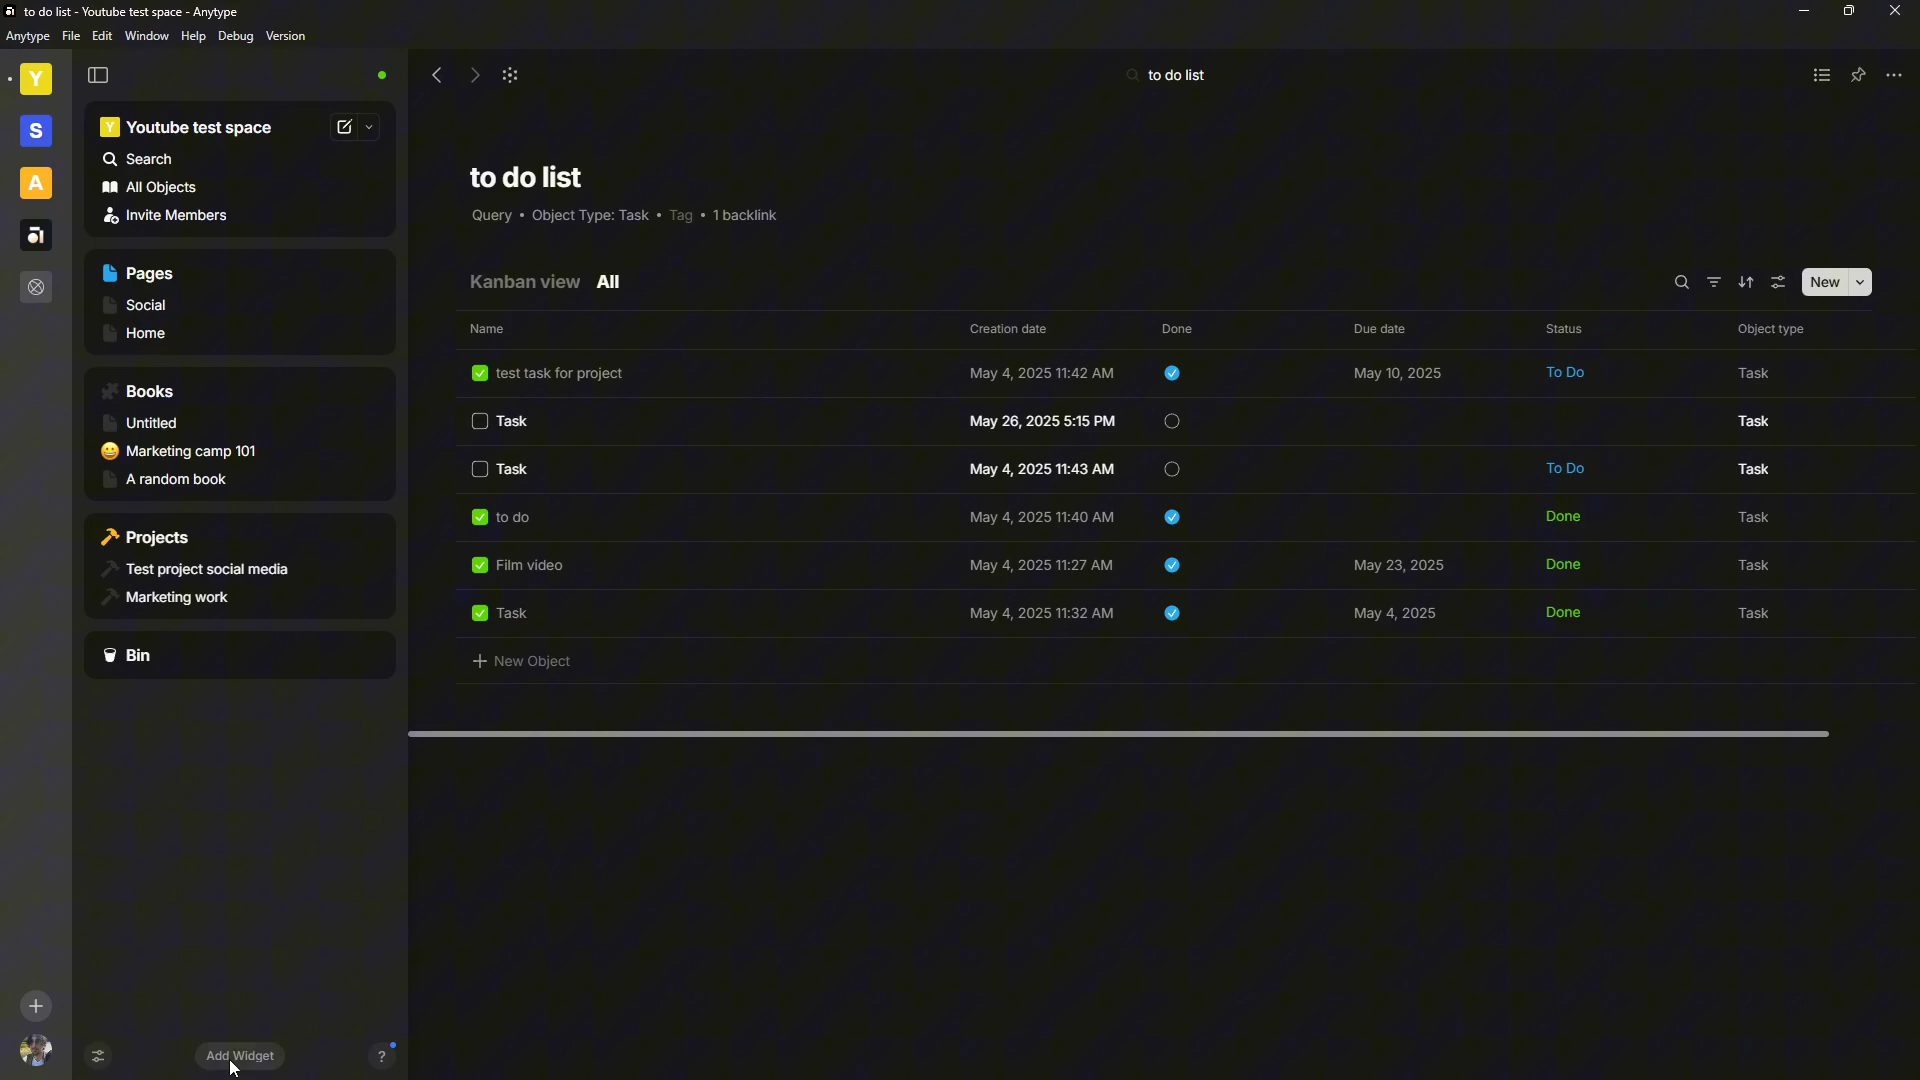 to do list - Youtube test space - Anytype
Anytype File Edit Window Help Debug Version
Y
S
A
Y Youtube test space
Search
All Objects
Invite Members
Pages
Social
Home
Books
Untitled
Marketing camp 101
A random book
Projects
Test project social media
Marketing work
Bin
Add Widget
?
to do list
to do list
Query • Object Type: Task • Tag • 1 backlink
Kanban view All
New
Name Creation date Done Due date Status Object type
test task for project May 4, 2025 11:42 AM May 10, 2025 To Do Task
Task May 26, 2025 5:15 PM Task
Task May 4, 2025 11:43 AM To Do Task
to do May 4, 2025 11:40 AM Done Task
Film video May 4, 2025 11:27 AM May 23, 2025 Done Task
Task May 4, 2025 11:32 AM May 4, 2025 Done Task
+ New Object